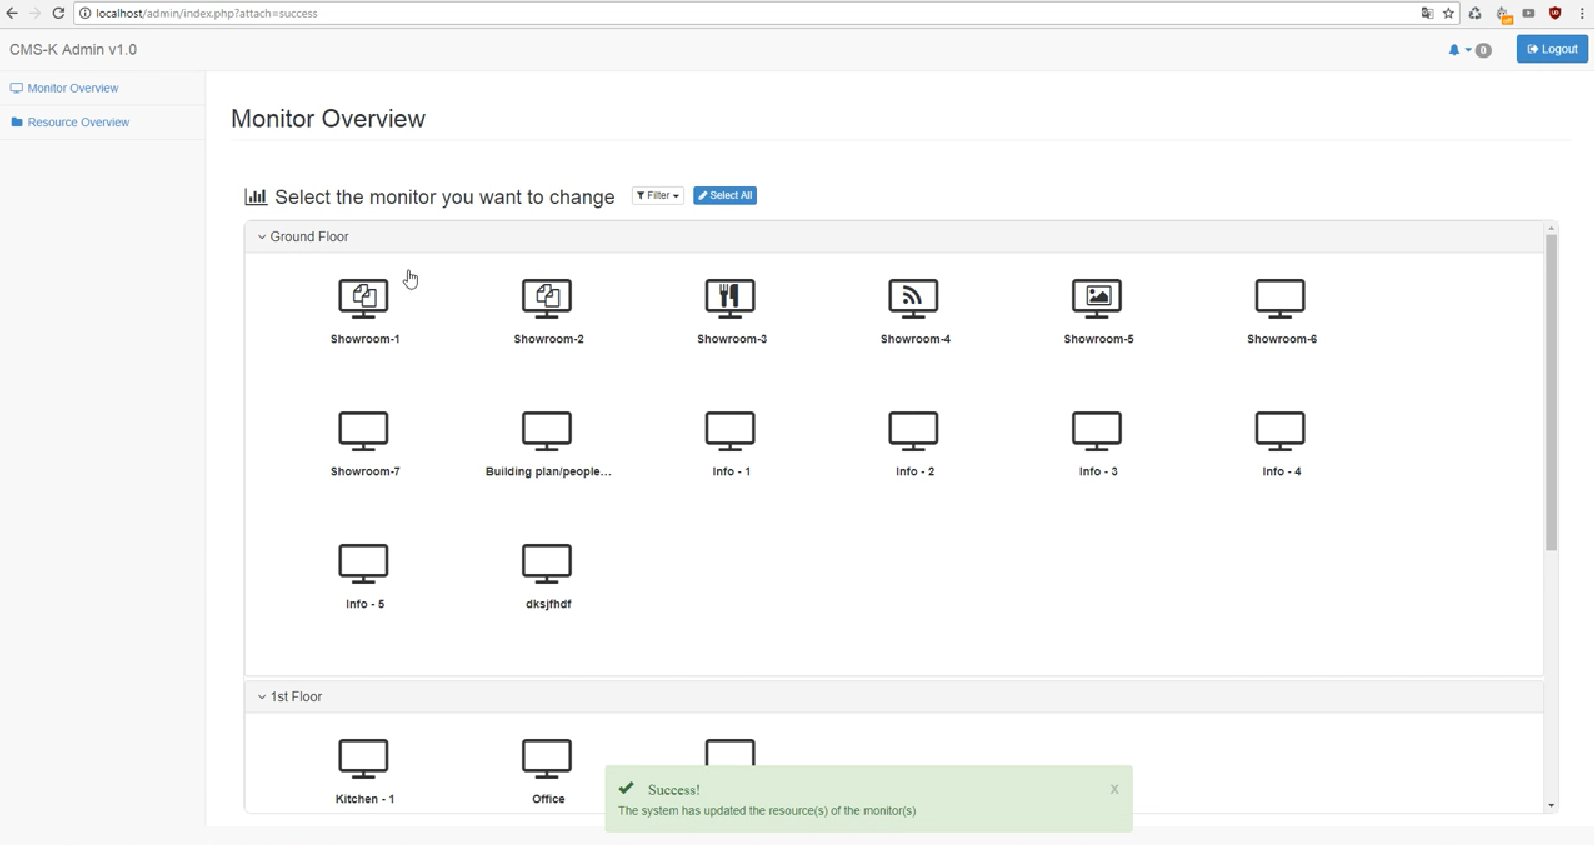 localhost/admin/index.php?attach=success
CMS-K Admin v1.0
0
Logout
Monitor Overview
Resource Overview
Monitor Overview
Select the monitor you want to change
Filter
Select All
Ground Floor
Showroom-1
Showroom-2
Showroom-3
Showroom-4
Showroom-5
Showroom-6
Showroom-7
Building plan/people...
Info - 1
Info - 2
Info - 3
Info - 4
Info - 5
dksjfhdf
1st Floor
Kitchen - 1
Office
Success!
X
The system has updated the resource(s) of the monitor(s)